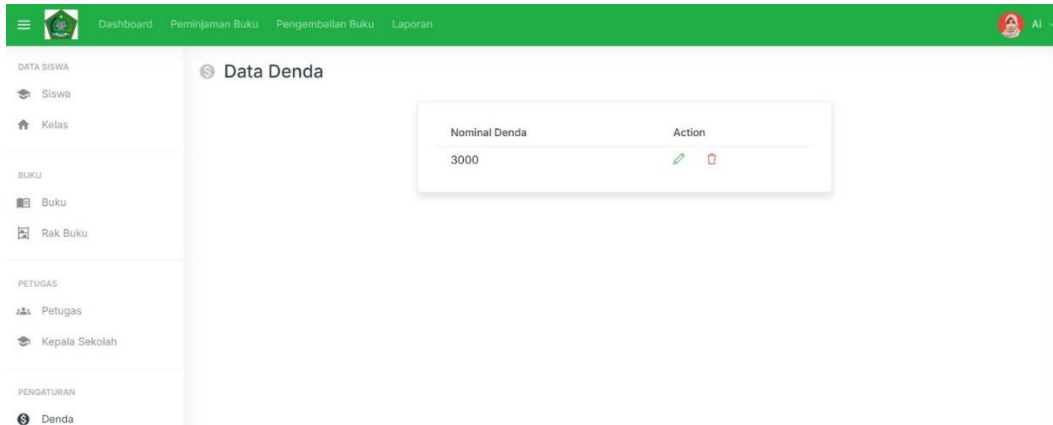 Dashboard Peminjaman Buku Pengembalian Buku Laporan Al
DATA SISWA
Siswa
Kelas
BUKU
Buku
Rak Buku
PETUGAS
Petugas
Kepala Sekolah
PENGATURAN
Denda
Data Denda
Nominal Denda Action
3000